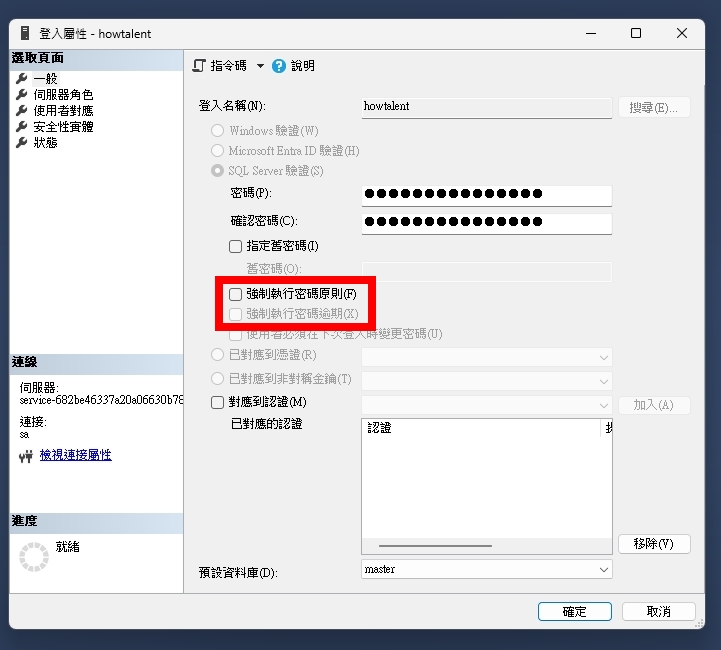 登入屬性 - howtalent
選取頁面
一般
伺服器角色
使用者對應
安全性實體
狀態
連線
伺服器:
service-682be46337a20a06630b78
連接:
sa
檢視連接屬性
進度
就緒
指令碼
說明
登入名稱(N):
howtalent
搜尋(E)...
Windows 驗證(W)
Microsoft Entra ID 驗證(H)
SQL Server 驗證(S)
密碼(P):
確認密碼(C):
指定舊密碼(I)
舊密碼(O):
強制執行密碼原則(F)
強制執行密碼逾期(X)
使用者必須在下次登入時變更密碼(U)
已對應到憑證(R)
已對應到非對稱金鑰(T)
對應到認證(M)
加入(A)
已對應的認證
認證
移除(V)
預設資料庫(D):
master
確定
取消